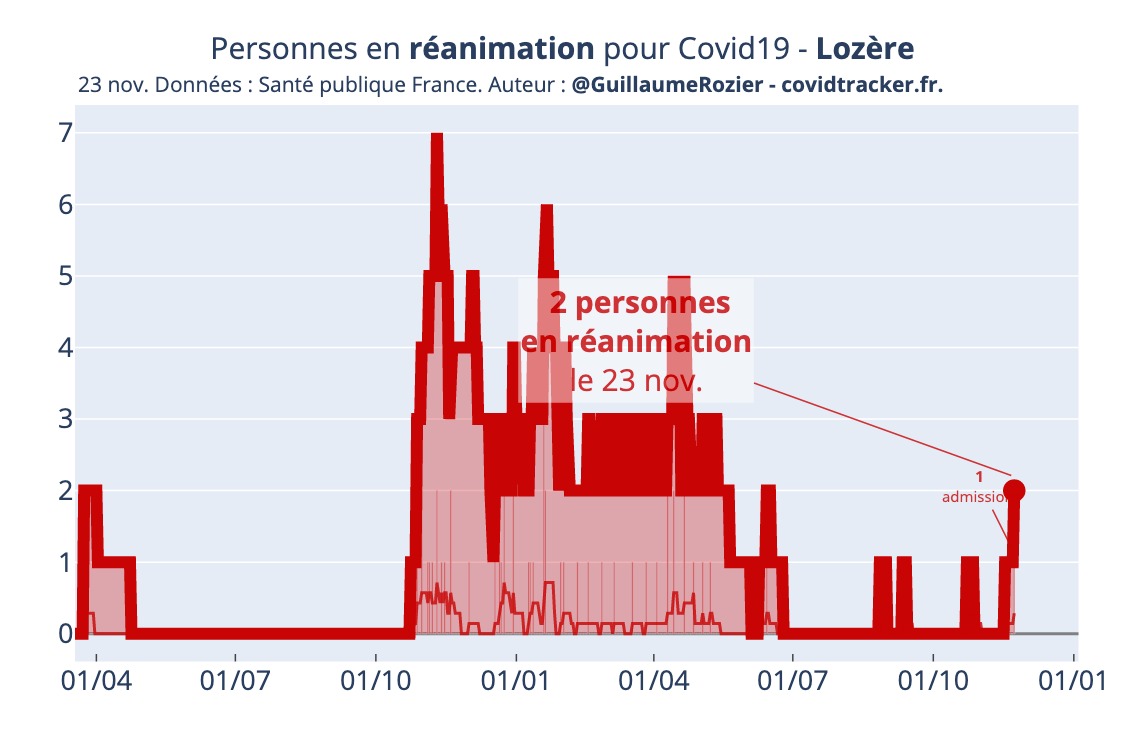 Personnes en réanimation pour Covid19 - Lozère
23 nov. Données : Santé publique France. Auteur : @GuillaumeRozier - covidtracker.fr.
7
6
5
4
3
2
1
0
2 personnes
en réanimation
le 23 nov.
1
admission
01/04 01/07 01/10 01/01 01/04 01/07 01/10 01/01